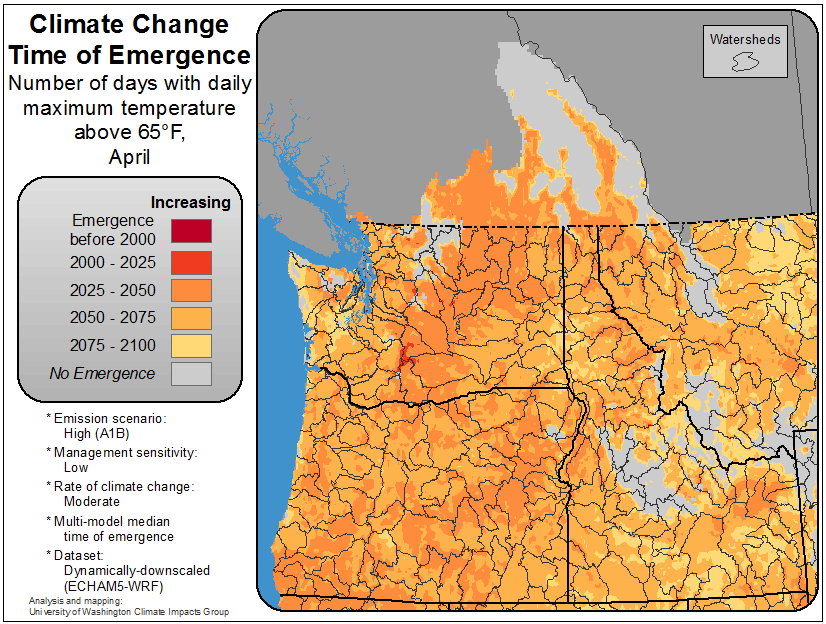 Climate Change
Time of Emergence
Number of days with daily
maximum temperature
above 65°F,
April
Increasing
Emergence
before 2000
2000 - 2025
2025 - 2050
2050 - 2075
2075 - 2100
No Emergence
* Emission scenario:
High (A1B)
* Management sensitivity:
Low
* Rate of climate change:
Moderate
* Multi-model median
time of emergence
* Dataset:
Dynamically-downscaled
(ECHAM5-WRF)
Analysis and mapping:
University of Washington Climate Impacts Group
Watersheds